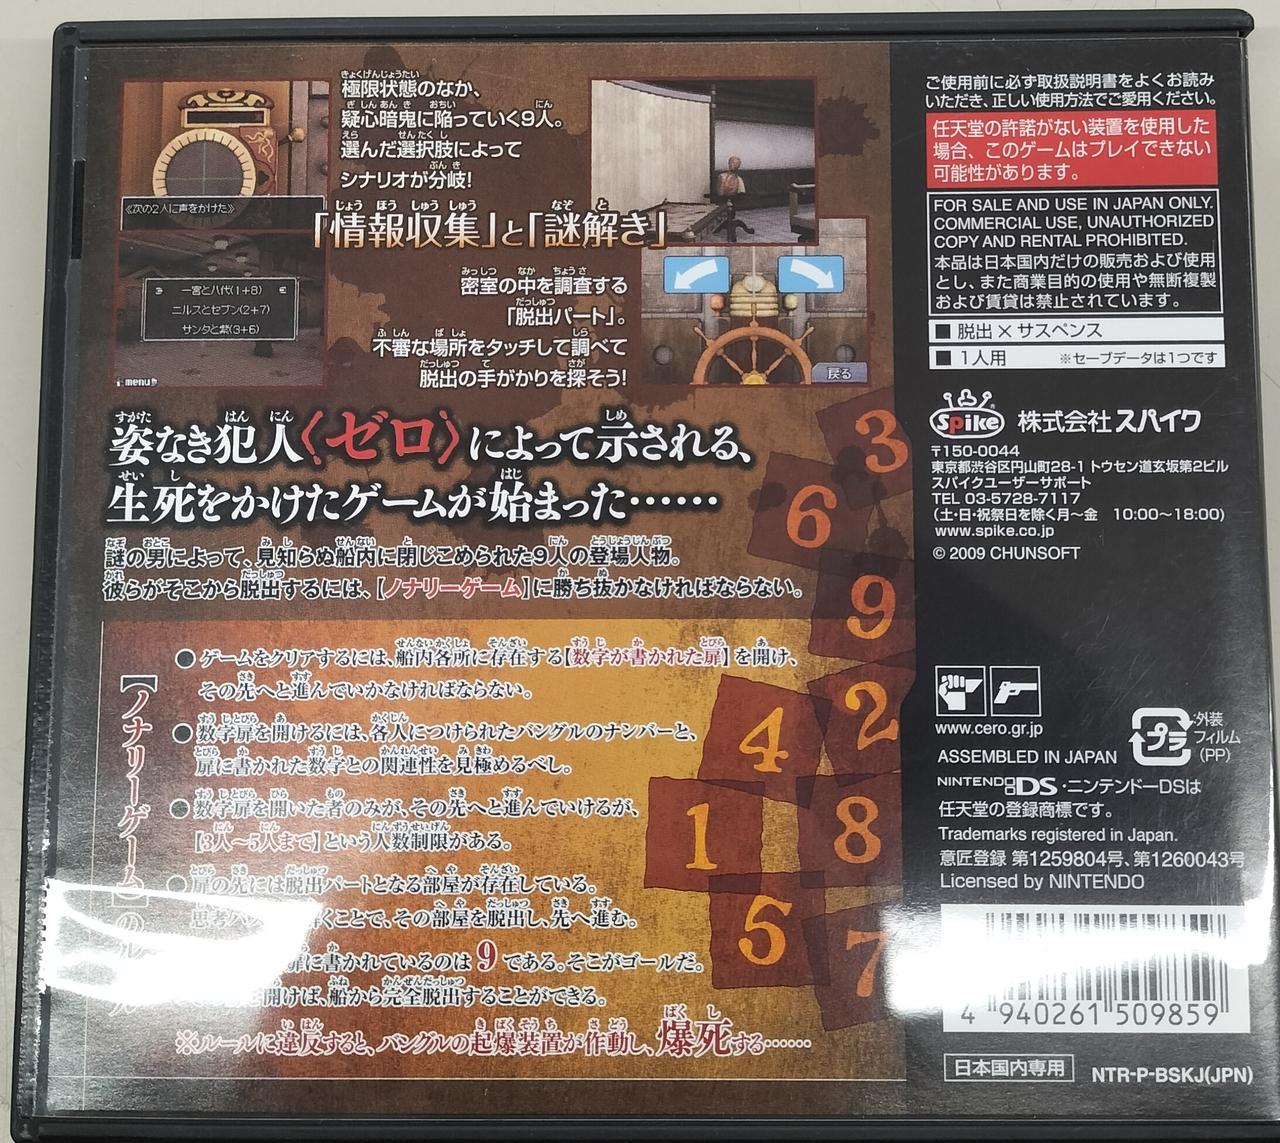 極限状態のなか、
疑心暗鬼に陥っていく9人。
選んだ選択肢によって
シナリオが分岐!
《次の2人に声をかけた》
「情報収集」と「謎解き」
一宮と八代(1+8)
ニルスとセブン(2+7)
サンタと紫(3+6)
menu
密室の中を調査する
「脱出パート」。
不審な場所をタッチして調べて
脱出の手がかりを探そう!
戻る
姿なき犯人〈ゼロ〉によって示される、
生死をかけたゲームが始まった……
謎の男によって、見知らぬ船内に閉じこめられた9人の登場人物。
彼らがそこから脱出するには、【ノナリーゲーム】に勝ち抜かなければならない。
【ノナリーゲーム】の
●ゲームをクリアするには、船内各所に存在する【数字が書かれた扉】を開け、
その先へと進んでいかなければならない。
●数字扉を開けるには、各人につけられたバングルのナンバーと、
扉に書かれた数字との関連性を見極めるべし。
●数字扉を開いた者のみが、その先へと進んでいけるが、
【3人〜5人まで】という人数制限がある。
●扉の先には脱出パートとなる部屋が存在している。
くことで、その部屋を脱出し、先へ進む。
扉に書かれているのは9である。そこがゴールだ。
開けば、船から完全脱出することができる。
※ルールに違反すると、バングルの起爆装置が作動し、爆死する……
3
6
9
2
4
1
8
5
7
ご使用前に必ず取扱説明書をよくお読み
いただき、正しい使用方法でご愛用ください。
任天堂の許諾がない装置を使用した
場合、このゲームはプレイできない
可能性があります。
FOR SALE AND USE IN JAPAN ONLY.
COMMERCIAL USE, UNAUTHORIZED
COPY AND RENTAL PROHIBITED.
本品は日本国内だけの販売および使用
とし、また商業目的の使用や無断複製
および賃貸は禁止されています。
■ 脱出×サスペンス
■ 1人用 ※セーブデータは1つです
Spike 株式会社スパイク
〒150-0044
東京都渋谷区円山町28-1 トウセン道玄坂第2ビル
スパイクユーザーサポート
TEL 03-5728-7117
(土・日・祝祭日を除く月〜金 10:00〜18:00)
www.spike.co.jp
© 2009 CHUNSOFT
www.cero.gr.jp
プラ
外装
フィルム
(PP)
ASSEMBLED IN JAPAN
NINTENDO DS・ニンテンドーDSは
任天堂の登録商標です。
Trademarks registered in Japan.
意匠登録 第1259804号、第1260043号
Licensed by NINTENDO
4 940261 509859
日本国内専用
NTR-P-BSKJ(JPN)